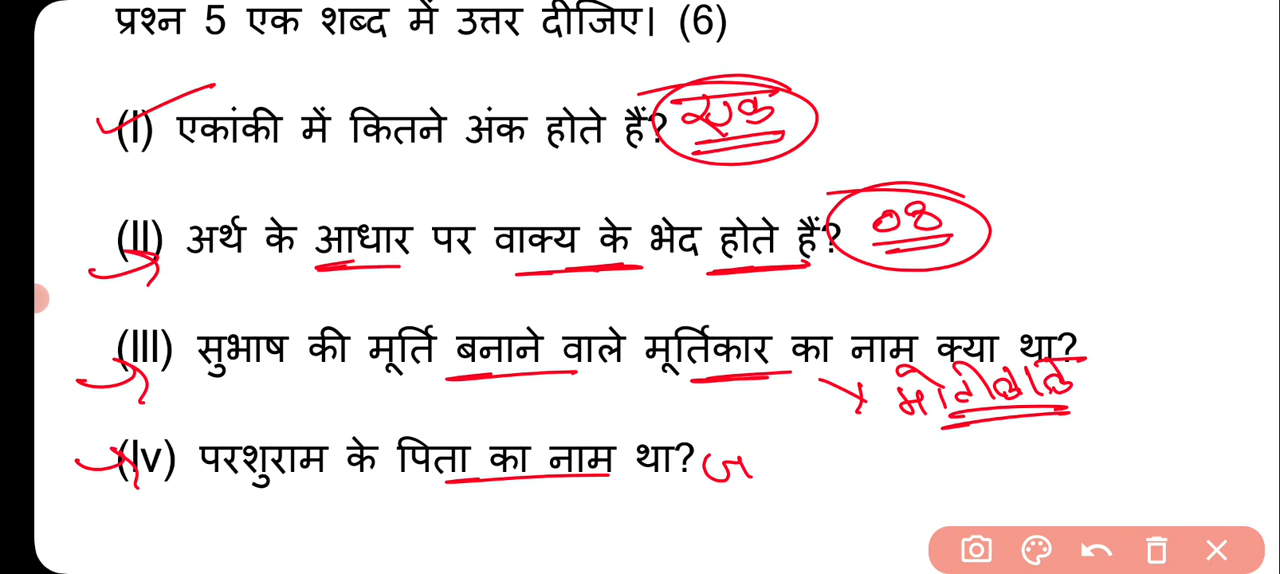 प्रश्न 5 एक शब्द में उत्तर दीजिए। (6)
(I) एकांकी में कितने अंक होते हैं? एक
(II) अर्थ के आधार पर वाक्य के भेद होते हैं? 08
(III) सुभाष की मूर्ति बनाने वाले मूर्तिकार का नाम क्या था?
मोतीलाल
(Iv) परशुराम के पिता का नाम था? ज